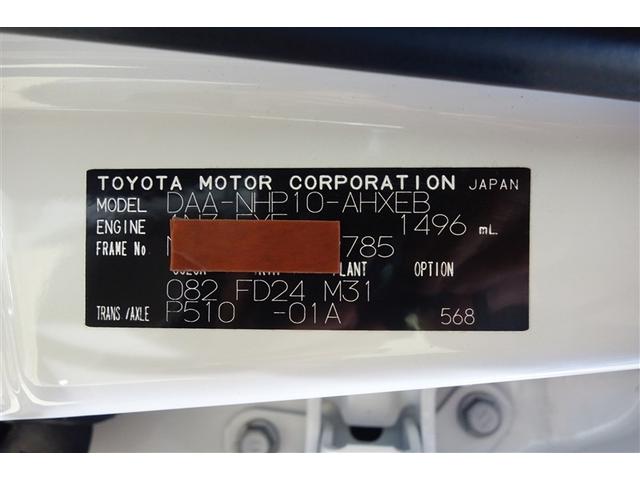 TOYOTA MOTOR CORPORATION JAPAN
MODEL DAA-NHP10-AHXEB
ENGINE 1496 mL
FRAME No 785
PLANT OPTION
082 FD24 M31
TRANS/AXLE P510 -01A 568